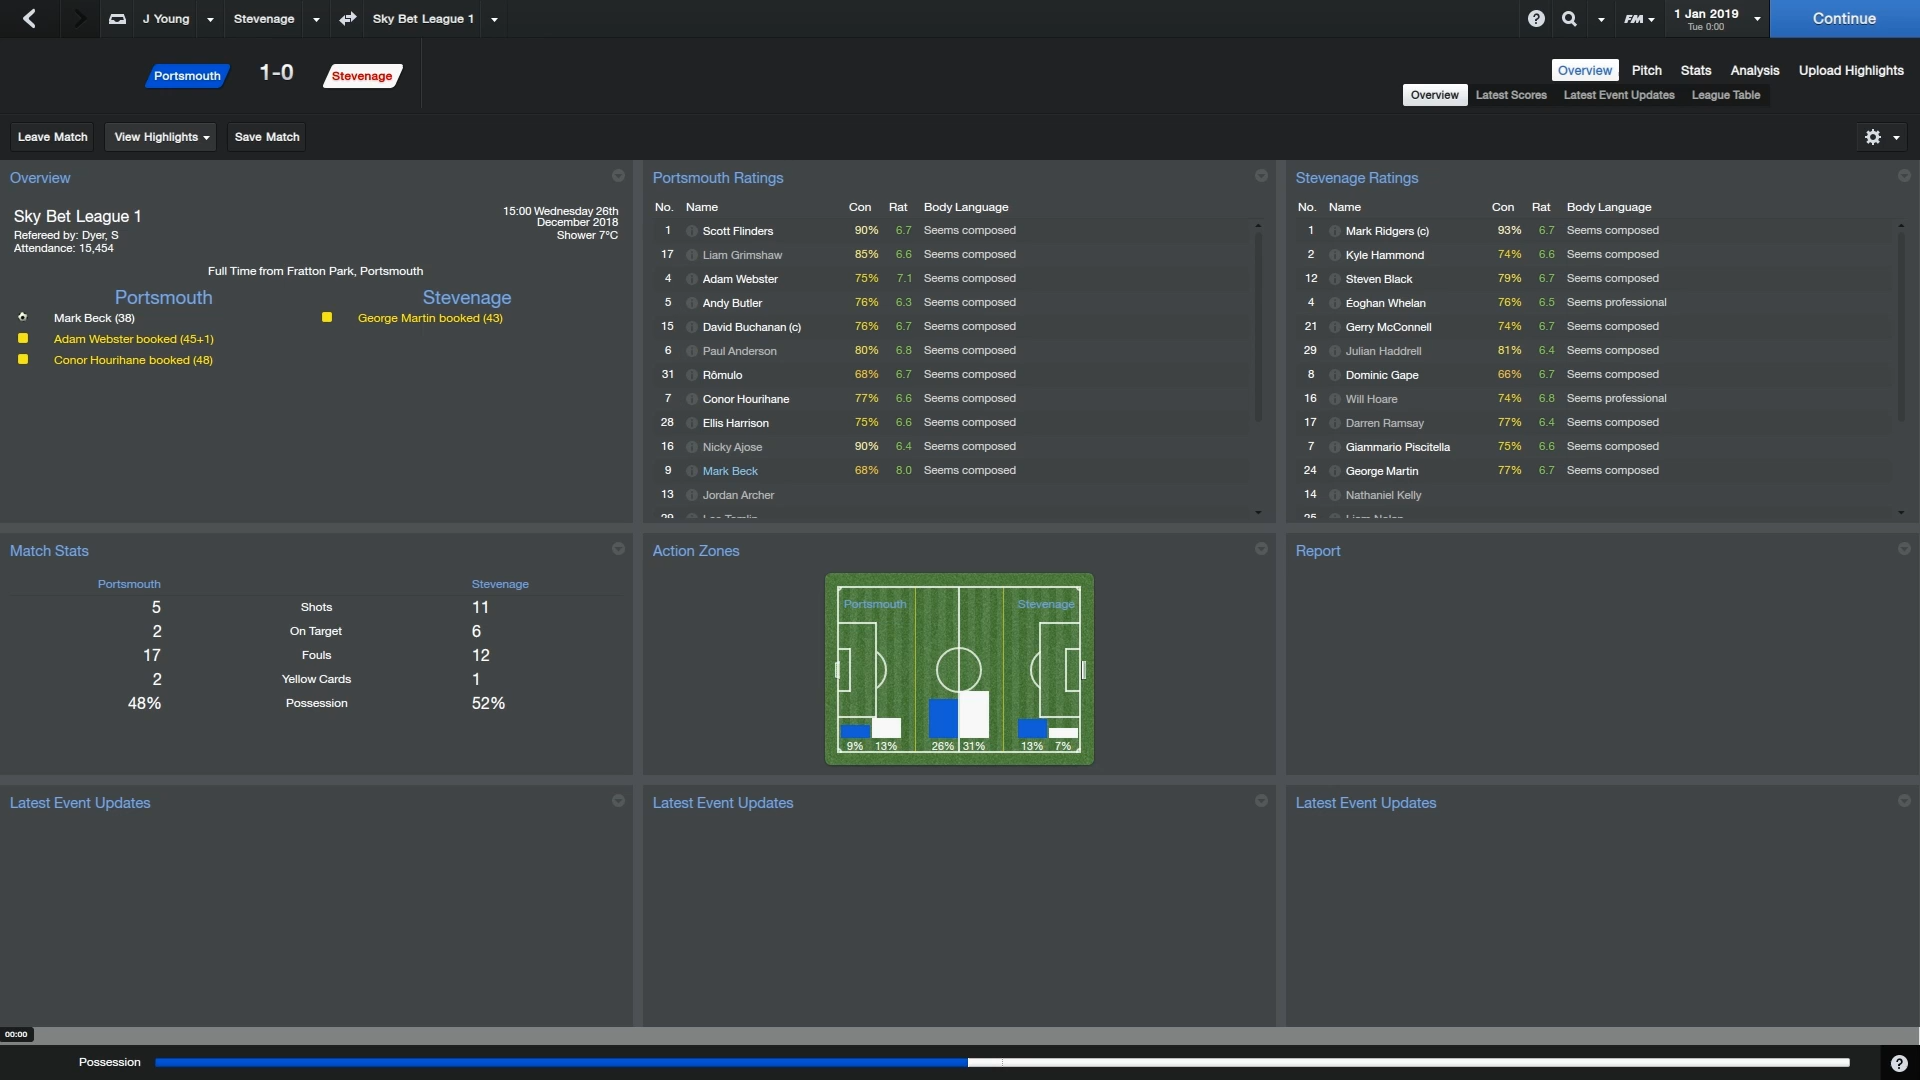 J Young
Stevenage
Sky Bet League 1
FM
1 Jan 2019
Tue 0:00
Continue
Portsmouth 1-0 Stevenage
Overview Pitch Stats Analysis Upload Highlights
Overview Latest Scores Latest Event Updates League Table
Leave Match View Highlights Save Match
Overview
Sky Bet League 1
Refereed by: Dyer, S
Attendance: 15,454
15:00 Wednesday 26th
December 2018
Shower 7°C
Full Time from Fratton Park, Portsmouth
Portsmouth
Mark Beck (38)
Adam Webster booked (45+1)
Conor Hourihane booked (48)
Stevenage
George Martin booked (43)
Portsmouth Ratings
No. Name Con Rat Body Language
1 Scott Flinders 90% 6.7 Seems composed
17 Liam Grimshaw 85% 6.6 Seems composed
4 Adam Webster 75% 7.1 Seems composed
5 Andy Butler 76% 6.3 Seems composed
15 David Buchanan (c) 76% 6.7 Seems composed
6 Paul Anderson 80% 6.8 Seems composed
31 Rômulo 68% 6.7 Seems composed
7 Conor Hourihane 77% 6.6 Seems composed
28 Ellis Harrison 75% 6.6 Seems composed
16 Nicky Ajose 90% 6.4 Seems composed
9 Mark Beck 68% 8.0 Seems composed
13 Jordan Archer
Stevenage Ratings
No. Name Con Rat Body Language
1 Mark Ridgers (c) 93% 6.7 Seems composed
2 Kyle Hammond 74% 6.6 Seems composed
12 Steven Black 79% 6.7 Seems composed
4 Éoghan Whelan 76% 6.5 Seems professional
21 Gerry McConnell 74% 6.7 Seems composed
29 Julian Haddrell 81% 6.4 Seems composed
8 Dominic Gape 66% 6.7 Seems composed
16 Will Hoare 74% 6.8 Seems professional
17 Darren Ramsay 77% 6.4 Seems composed
7 Giammario Piscitella 75% 6.6 Seems composed
24 George Martin 77% 6.7 Seems composed
14 Nathaniel Kelly
Match Stats
Portsmouth Stevenage
5 Shots 11
2 On Target 6
17 Fouls 12
2 Yellow Cards 1
48% Possession 52%
Action Zones
Portsmouth Stevenage
9% 13% 26% 31% 13% 7%
Report
Latest Event Updates
Latest Event Updates
Latest Event Updates
00:00
Possession